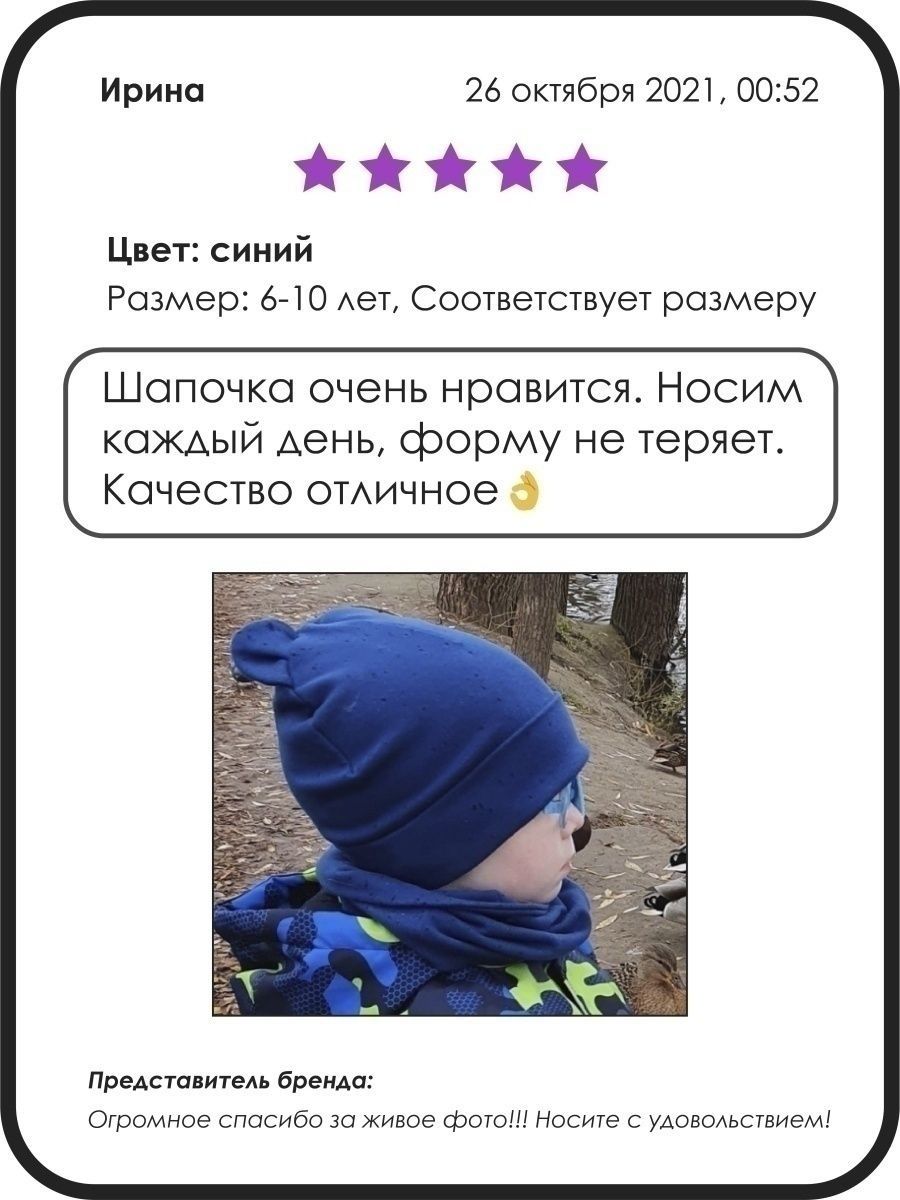 Ирина 26 октября 2021, 00:52
Цвет: синий
Размер: 6-10 лет, Соответствует размеру
Шапочка очень нравится. Носим
каждый день, форму не теряет.
Качество отличное👌
Представитель бренда:
Огромное спасибо за живое фото!!! Носите с удовольствием!